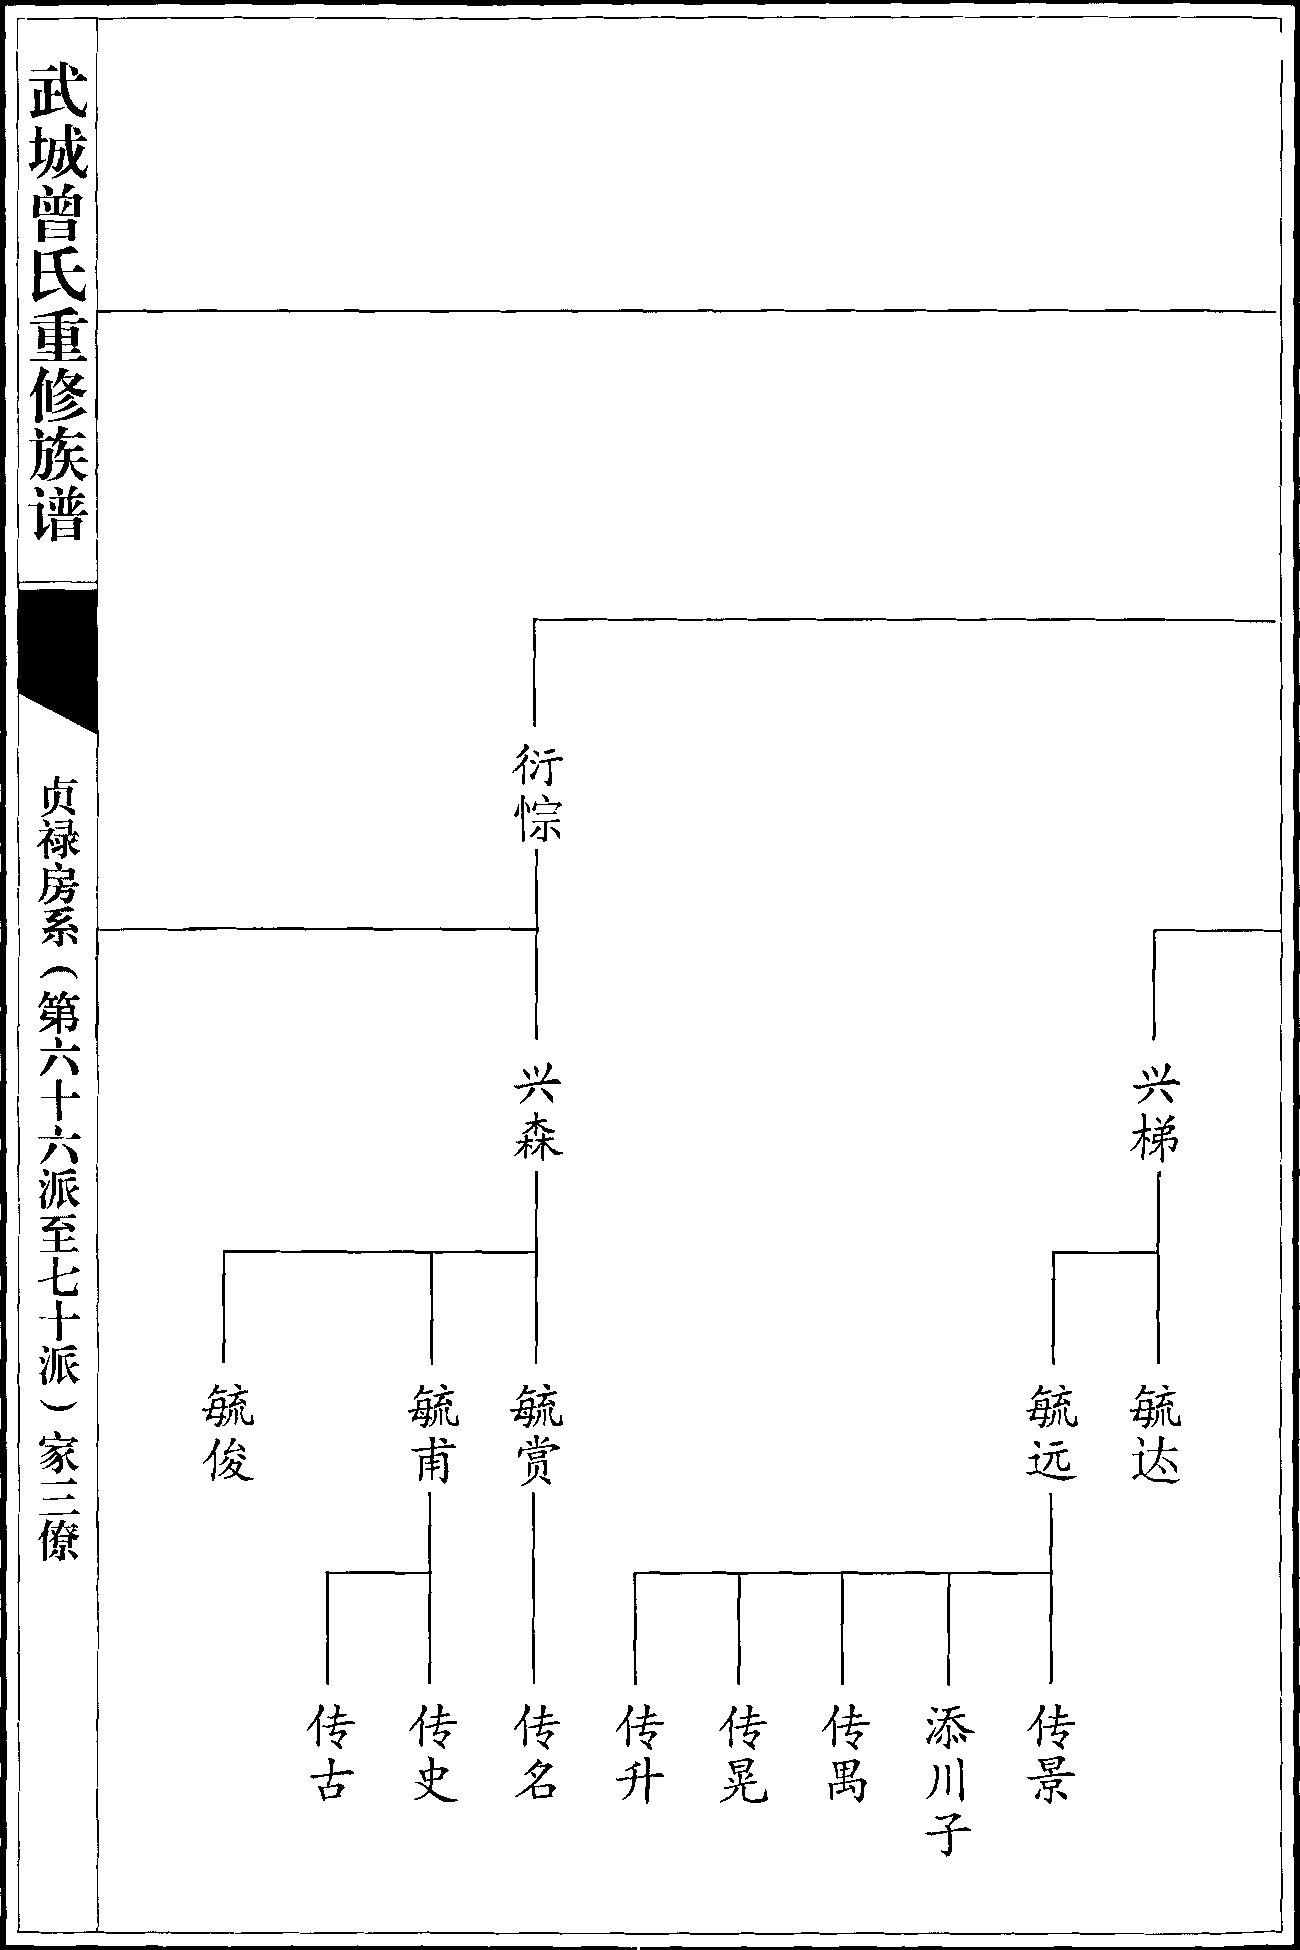 武城曾氏重修族谱
贞禄房系（第六十六派至七十派）家三僚
衍悰
兴梯
兴森
毓达
毓远
毓赏
毓甫
毓俊
传景
添川子
传禺
传晃
传升
传名
传史
传古